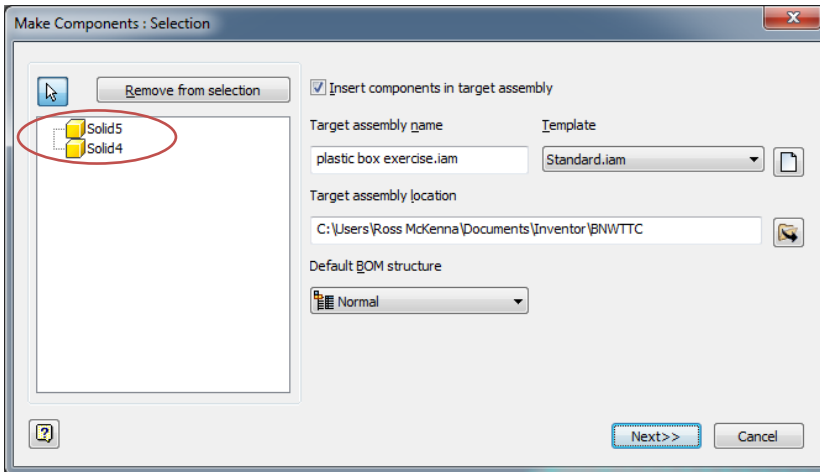 Make Components : Selection
Remove from selection
Solid5
Solid4
Insert components in target assembly
Target assembly name
Template
plastic box exercise.iam
Standard.iam
Target assembly location
C:\Users\Ross McKenna\Documents\Inventor\BNWTTC
Default BOM structure
Normal
Next>>
Cancel